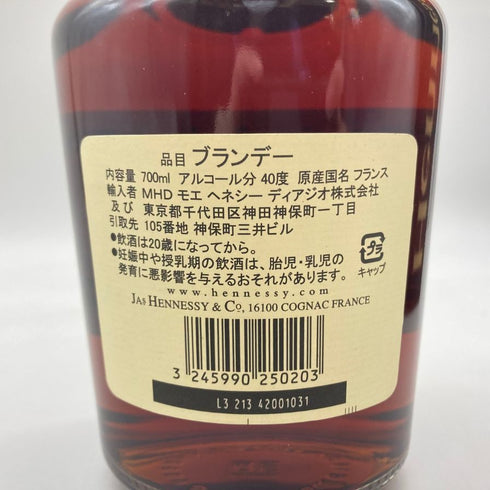 品目 ブランデー
内容量 700ml アルコール分 40度 原産国名 フランス
輸入者 MHD モエ ヘネシー ディアジオ株式会社
及び 東京都千代田区神田神保町一丁目
引取先 105番地 神保町三井ビル
●飲酒は20歳になってから。
●妊娠中や授乳期の飲酒は、胎児・乳児の
発育に悪影響を与えるおそれがあります。
プラ
キャップ
www.hennessy.com
JAS HENNESSY & CO, 16100 COGNAC FRANCE
3 245990 250203
L3 213 42001031